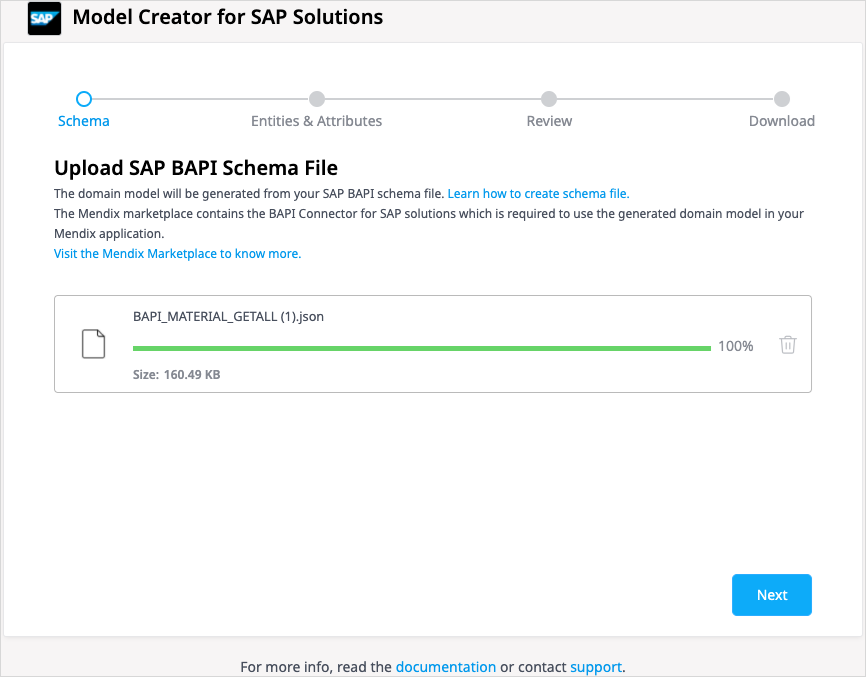 SAP Model Creator for SAP Solutions
Schema Entities & Attributes Review Download
Upload SAP BAPI Schema File
The domain model will be generated from your SAP BAPI schema file. Learn how to create schema file.
The Mendix marketplace contains the BAPI Connector for SAP solutions which is required to use the generated domain model in your
Mendix application.
Visit the Mendix Marketplace to know more.
BAPI_MATERIAL_GETALL (1).json
100%
Size: 160.49 KB
Next
For more info, read the documentation or contact support.